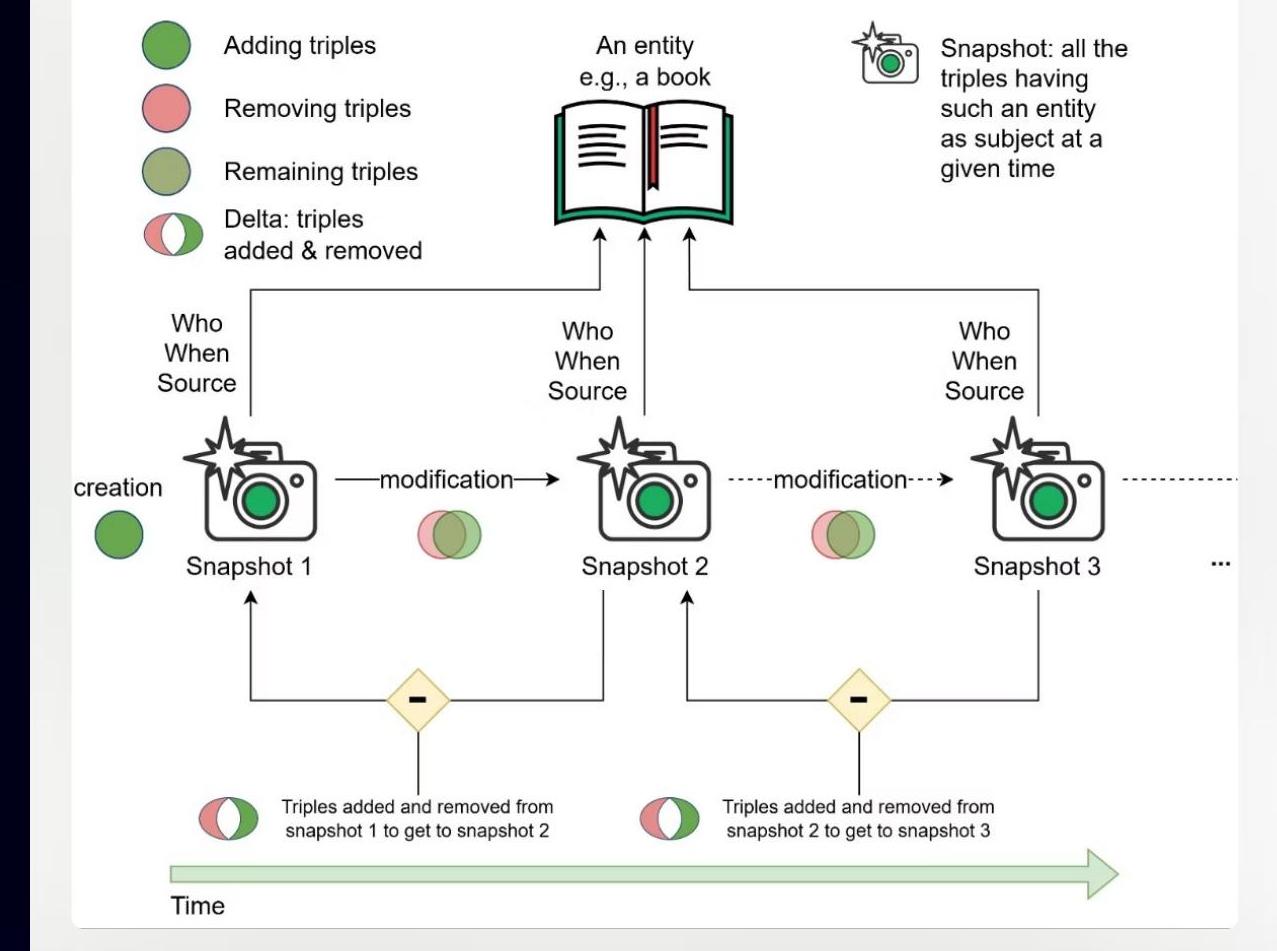 Adding triples
Removing triples
Remaining triples
Delta: triples
added & removed
An entity
e.g., a book
Snapshot: all the
triples having
such an entity
as subject at a
given time
Who
When
Source
Who
When
Source
Who
When
Source
creation
modification
modification
Snapshot 1
Snapshot 2
Snapshot 3
...
-
-
Triples added and removed from
snapshot 1 to get to snapshot 2
Triples added and removed from
snapshot 2 to get to snapshot 3
Time